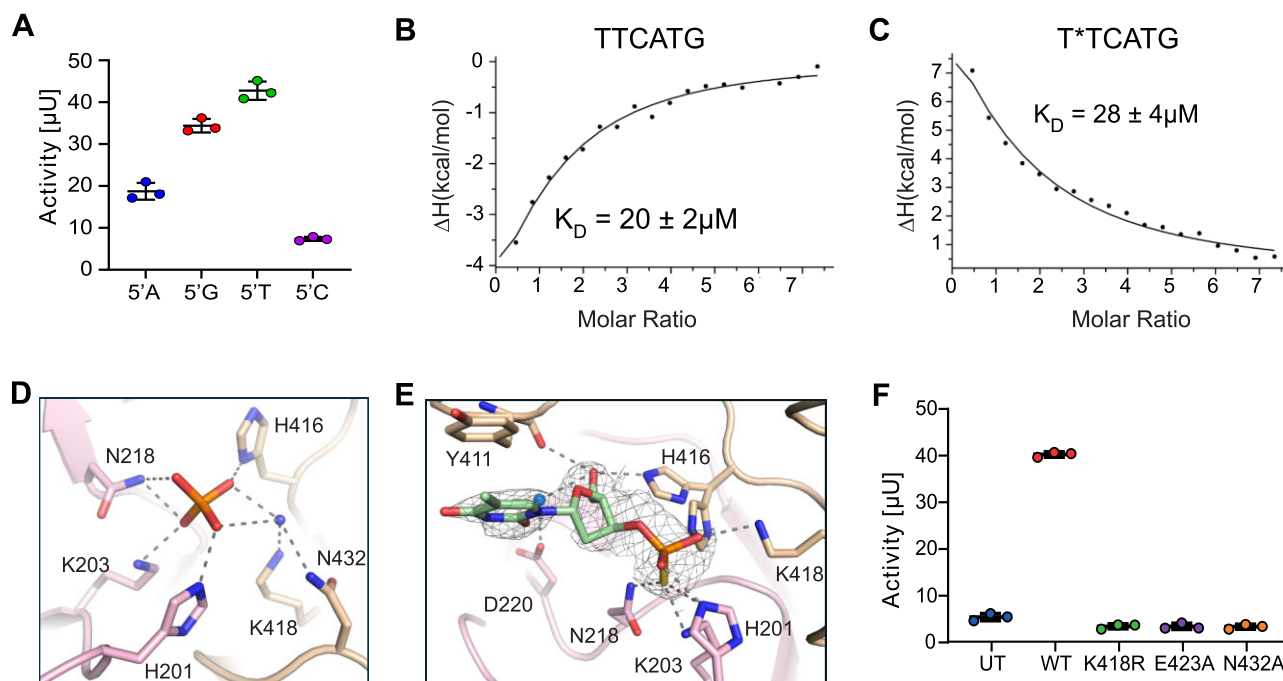 A
Activity [µU]
50
40
30
20
10
0
5'A
5'G
5'T
5'C
B
TTCATG
ΔH(kcal/mol)
0
-1
-2
-3
-4
K_D = 20 ± 2µM
0 1 2 3 4 5 6 7
Molar Ratio
C
T*TCATG
ΔH(kcal/mol)
7
6
5
4
3
2
1
K_D = 28 ± 4µM
0 1 2 3 4 5 6 7
Molar Ratio
D
H416
N218
K203
N432
K418
H201
E
Y411
H416
K418
D220
N218
H201
K203
F
Activity [µU]
50
40
30
20
10
0
UT
WT
K418R
E423A
N432A